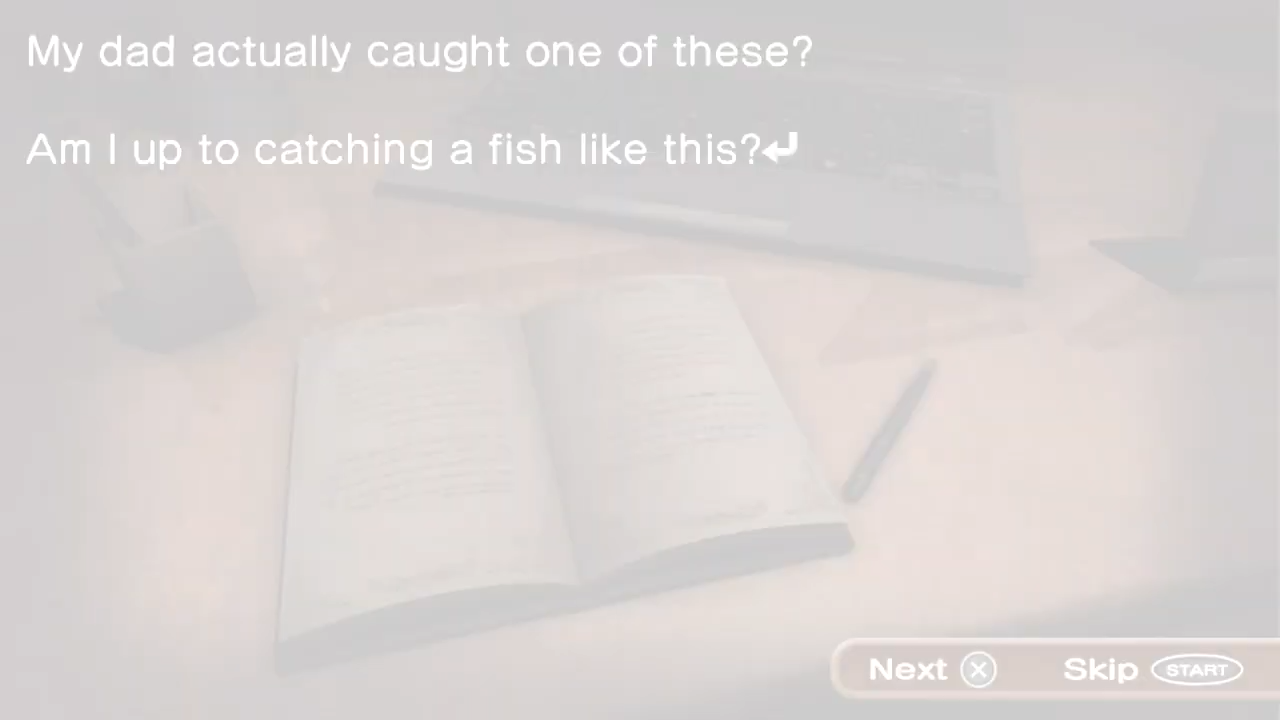 My dad actually caught one of these?
Am I up to catching a fish like this?
Next
Skip START